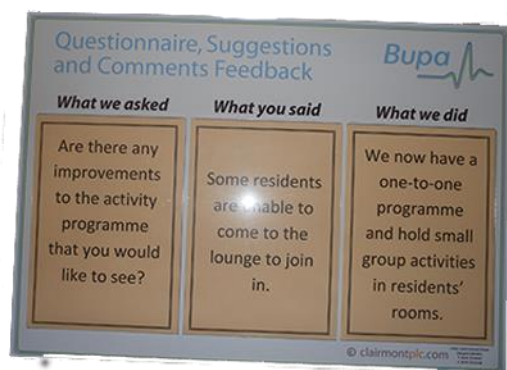 Questionnaire, Suggestions
and Comments Feedback
Bupa
What we asked
What you said
What we did
Are there any
improvements
to the activity
programme
that you would
like to see?
Some residents
are unable to
come to the
lounge to join
in.
We now have a
one-to-one
programme
and hold small
group activities
in residents'
rooms.
© clairmontplc.com